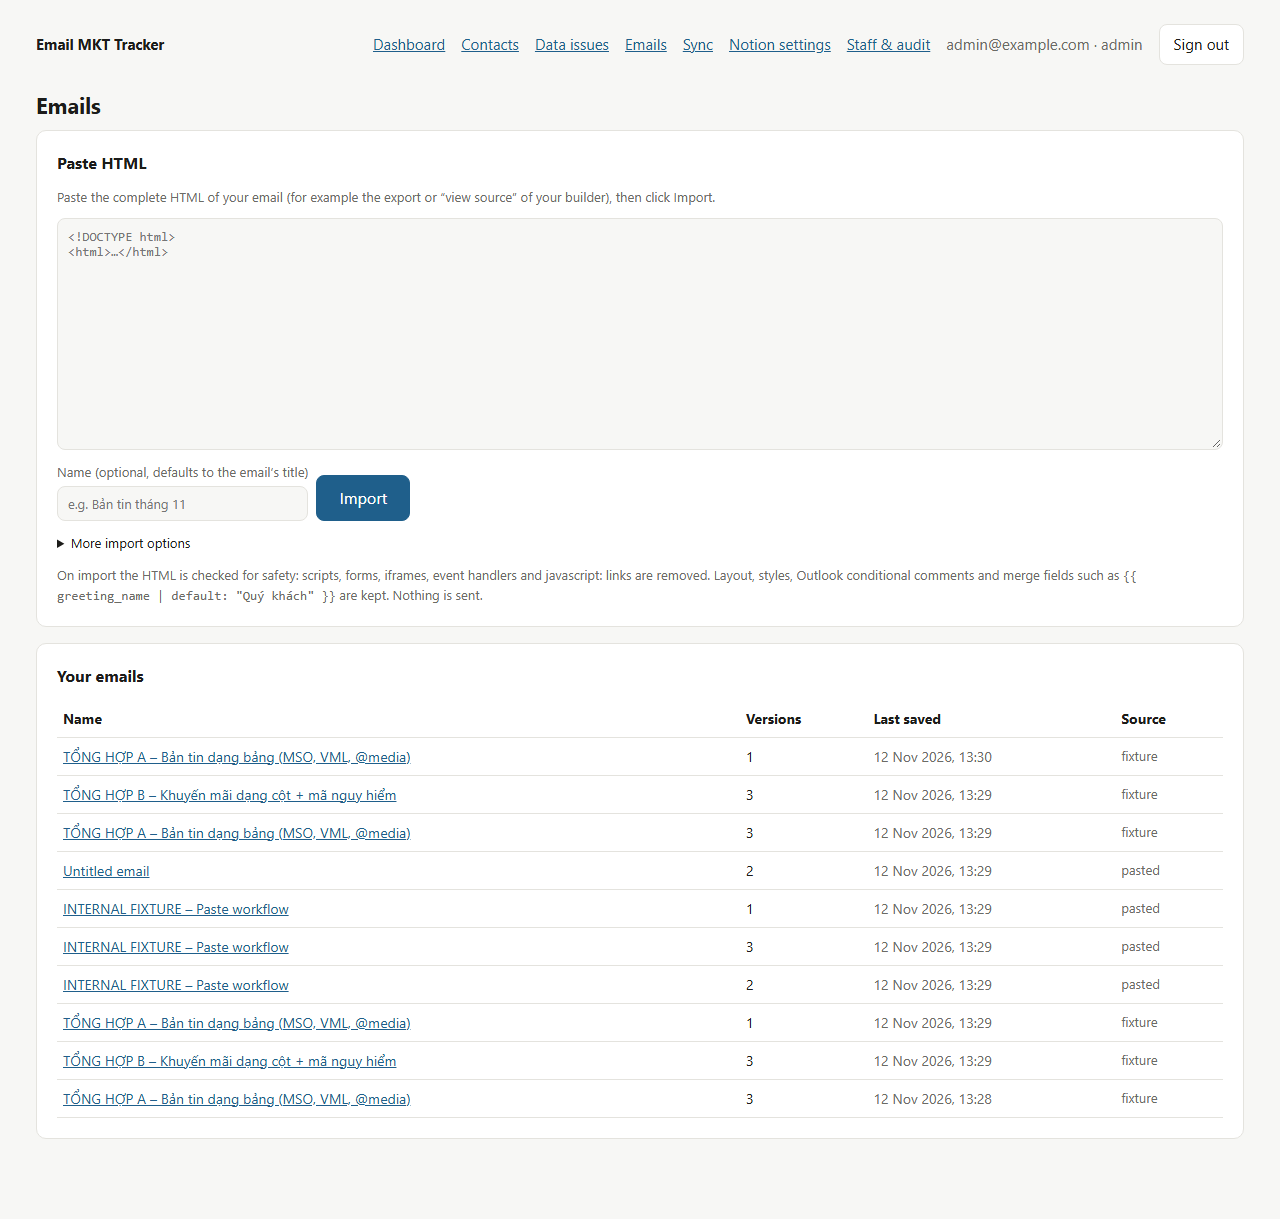 Email MKT Tracker
Dashboard Contacts Data issues Emails Sync Notion settings Staff & audit admin@example.com · admin Sign out
Emails
Paste HTML
Paste the complete HTML of your email (for example the export or “view source” of your builder), then click Import.
<!DOCTYPE html>
<html>…</html>
Name (optional, defaults to the email’s title)
e.g. Bản tin tháng 11
Import
More import options
On import the HTML is checked for safety: scripts, forms, iframes, event handlers and javascript: links are removed. Layout, styles, Outlook conditional comments and merge fields such as {{
greeting_name | default: "Quý khách" }} are kept. Nothing is sent.
Your emails
Name Versions Last saved Source
TỔNG HỢP A – Bản tin dạng bảng (MSO, VML, @media) 1 12 Nov 2026, 13:30 fixture
TỔNG HỢP B – Khuyến mãi dạng cột + mã nguy hiểm 3 12 Nov 2026, 13:29 fixture
TỔNG HỢP A – Bản tin dạng bảng (MSO, VML, @media) 3 12 Nov 2026, 13:29 fixture
Untitled email 2 12 Nov 2026, 13:29 pasted
INTERNAL FIXTURE – Paste workflow 1 12 Nov 2026, 13:29 pasted
INTERNAL FIXTURE – Paste workflow 3 12 Nov 2026, 13:29 pasted
INTERNAL FIXTURE – Paste workflow 2 12 Nov 2026, 13:29 pasted
TỔNG HỢP A – Bản tin dạng bảng (MSO, VML, @media) 1 12 Nov 2026, 13:29 fixture
TỔNG HỢP B – Khuyến mãi dạng cột + mã nguy hiểm 3 12 Nov 2026, 13:29 fixture
TỔNG HỢP A – Bản tin dạng bảng (MSO, VML, @media) 3 12 Nov 2026, 13:28 fixture